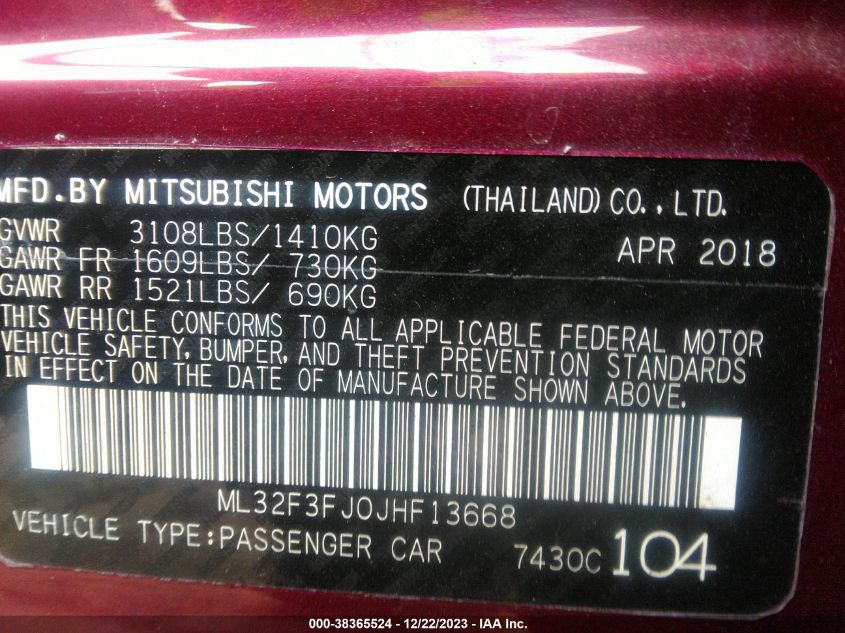 MFD.BY MITSUBISHI MOTORS (THAILAND) CO.,LTD.
GVWR 3108LBS/1410KG APR 2018
GAWR FR 1609LBS/ 730KG
GAWR RR 1521LBS/ 690KG
THIS VEHICLE CONFORMS TO ALL APPLICABLE FEDERAL MOTOR
VEHICLE SAFETY, BUMPER, AND THEFT PREVENTION STANDARDS
IN EFFECT ON THE DATE OF MANUFACTURE SHOWN ABOVE.
ML32F3FJ0JHF13668
VEHICLE TYPE:PASSENGER CAR 7430C 104
000-38365524 - 12/22/2023 - IAA Inc.